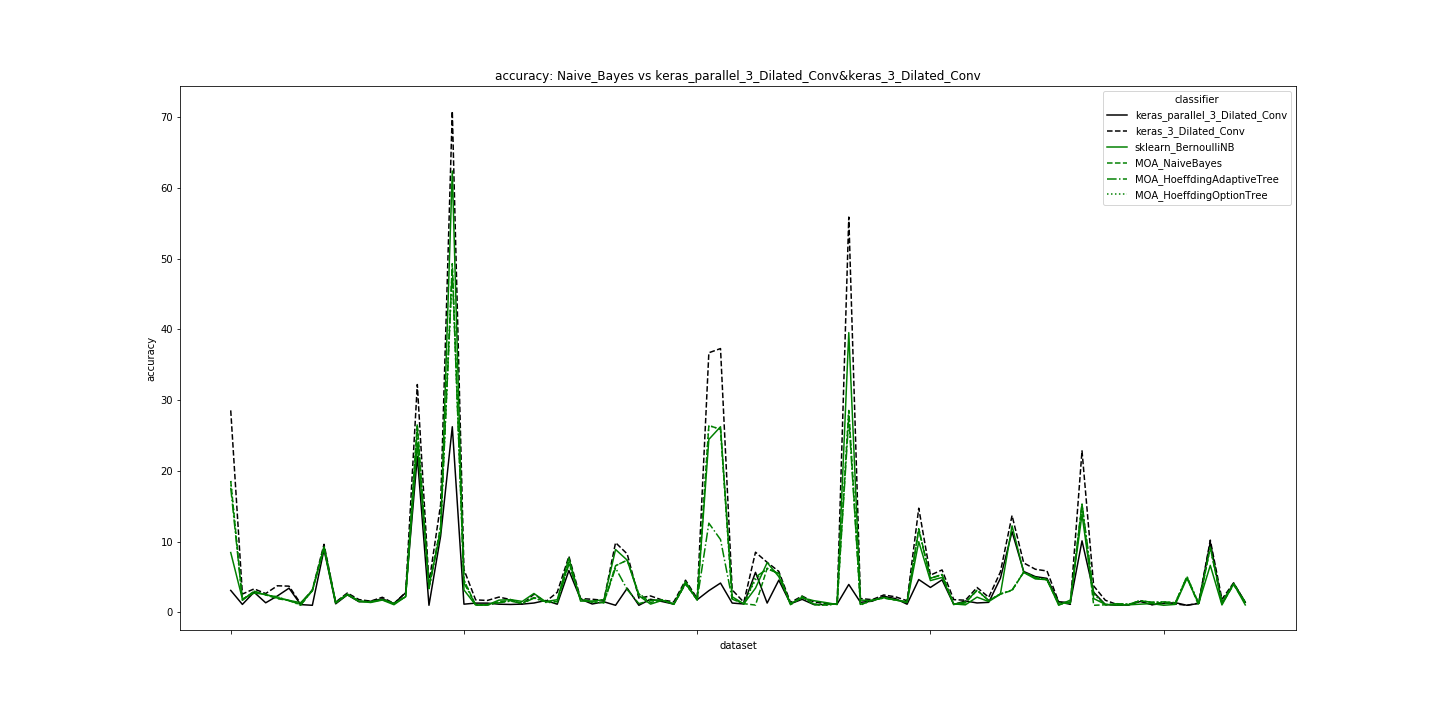 accuracy: Naive_Bayes vs keras_parallel_3_Dilated_Conv&keras_3_Dilated_Conv
classifier
keras_parallel_3_Dilated_Conv
keras_3_Dilated_Conv
sklearn_BernoulliNB
MOA_NaiveBayes
MOA_HoeffdingAdaptiveTree
MOA_HoeffdingOptionTree
70
60
50
40
30
20
10
0
accuracy
dataset